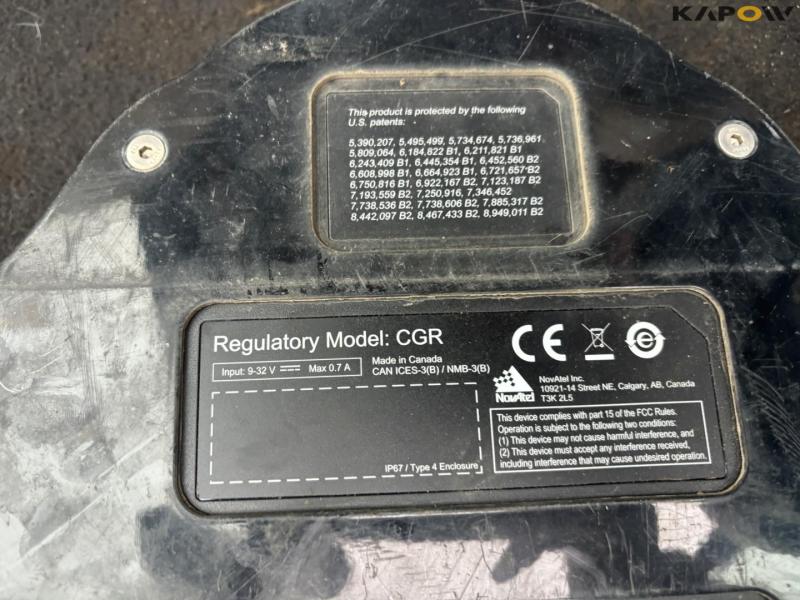 KAPOW
This product is protected by the following
U.S. patents:
5,390,207, 5,495,499, 5,734,674, 5,736,961
5,809,064, 6,184,822 B1, 6,211,821 B1
6,243,409 B1, 6,445,354 B1, 6,452,560 B2
6,608,998 B1, 6,664,923 B1, 6,721,657 B2
6,750,816 B1, 6,922,167 B2, 7,123,187 B2
7,193,559 B2, 7,250,916, 7,346,452
7,738,536 B2, 7,738,606 B2, 7,885,317 B2
8,442,097 B2, 8,467,433 B2, 8,949,011 B2
Regulatory Model: CGR
Input: 9-32 V Max 0.7 A
Made in Canada
CAN ICES-3(B) / NMB-3(B)
IP67 / Type 4 Enclosure
CE
e
NovAtel
NovAtel Inc.
10921-14 Street NE, Calgary, AB, Canada
T3K 2L5
This device complies with part 15 of the FCC Rules.
Operation is subject to the following two conditions:
(1) This device may not cause harmful interference, and
(2) This device must accept any interference received,
including interference that may cause undesired operation.